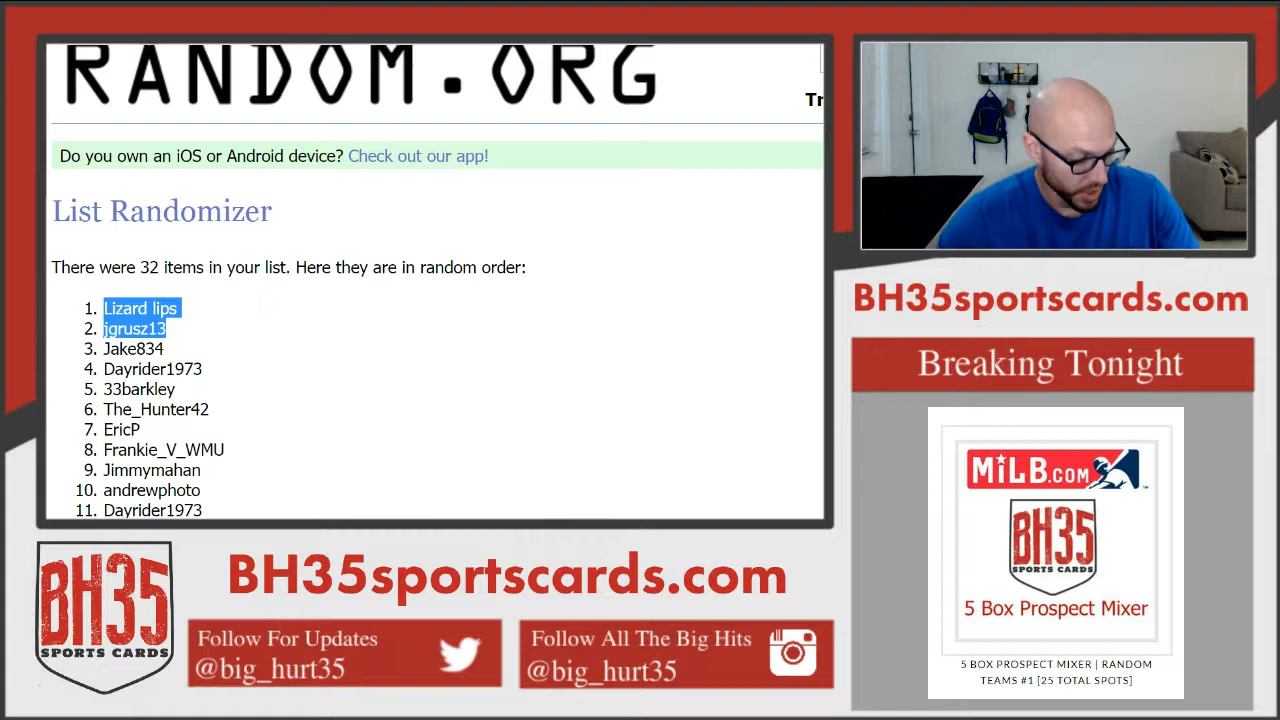 RANDOM.ORG
Tr
Do you own an iOS or Android device? Check out our app!
List Randomizer
There were 32 items in your list. Here they are in random order:
1. Lizard lips
2. jgrusz13
3. Jake834
4. Dayrider1973
5. 33barkley
6. The_Hunter42
7. EricP
8. Frankie_V_WMU
9. Jimmymahan
10. andrewphoto
11. Dayrider1973
BH35sportscards.com
Breaking Tonight
MiLB.COM
BH35
SPORTS CARDS
5 Box Prospect Mixer
5 BOX PROSPECT MIXER | RANDOM
TEAMS #1 [25 TOTAL SPOTS]
BH35
SPORTS CARDS
BH35sportscards.com
Follow For Updates
@big_hurt35
Follow All The Big Hits
@big_hurt35